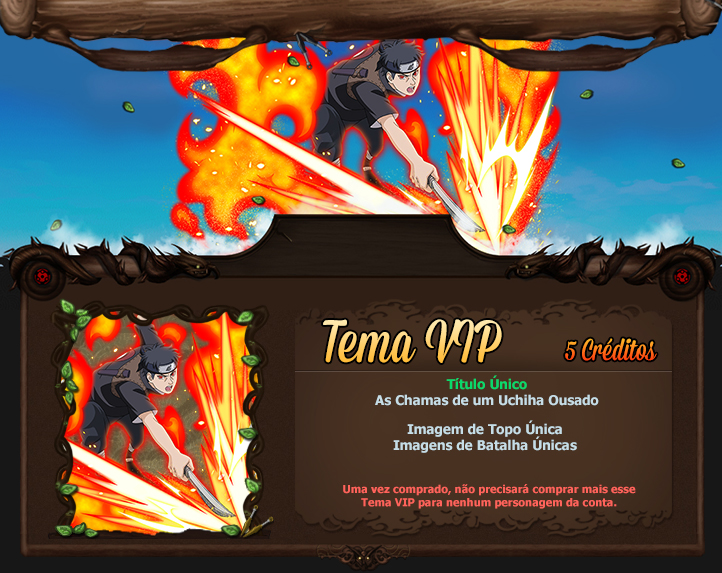 Tema VIP
5 Créditos
Título Único
As Chamas de um Uchiha Ousado
Imagem de Topo Única
Imagens de Batalha Únicas
Uma vez comprado, não precisará comprar mais esse
Tema VIP para nenhum personagem da conta.